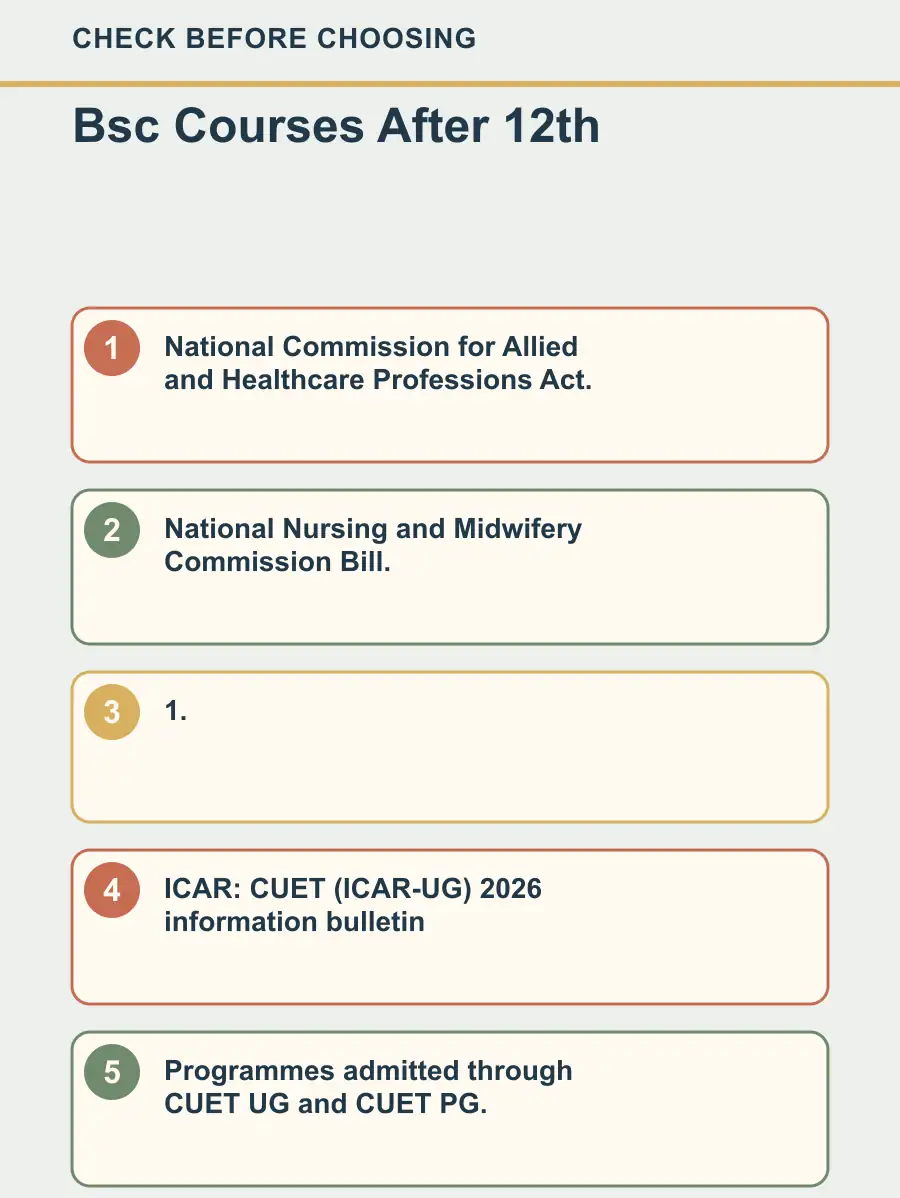 CHECK BEFORE CHOOSING
Bsc Courses After 12th
1
National Commission for Allied
and Healthcare Professions Act.
2
National Nursing and Midwifery
Commission Bill.
3
1.
4
ICAR: CUET (ICAR-UG) 2026
information bulletin
5
Programmes admitted through
CUET UG and CUET PG.